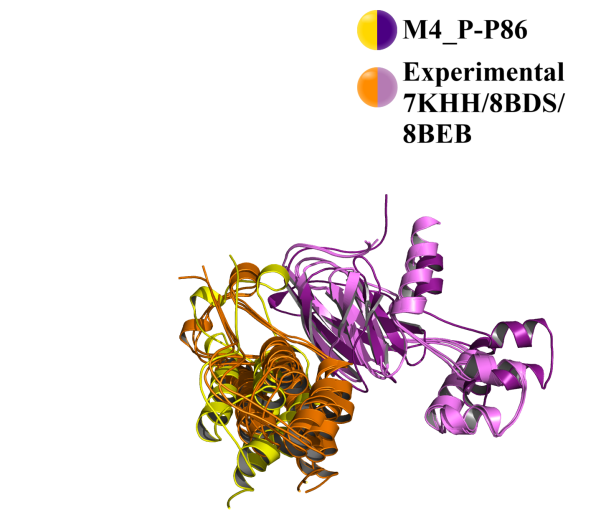 M4_P-P86
Experimental
7KHH/8BDS/
8BEB